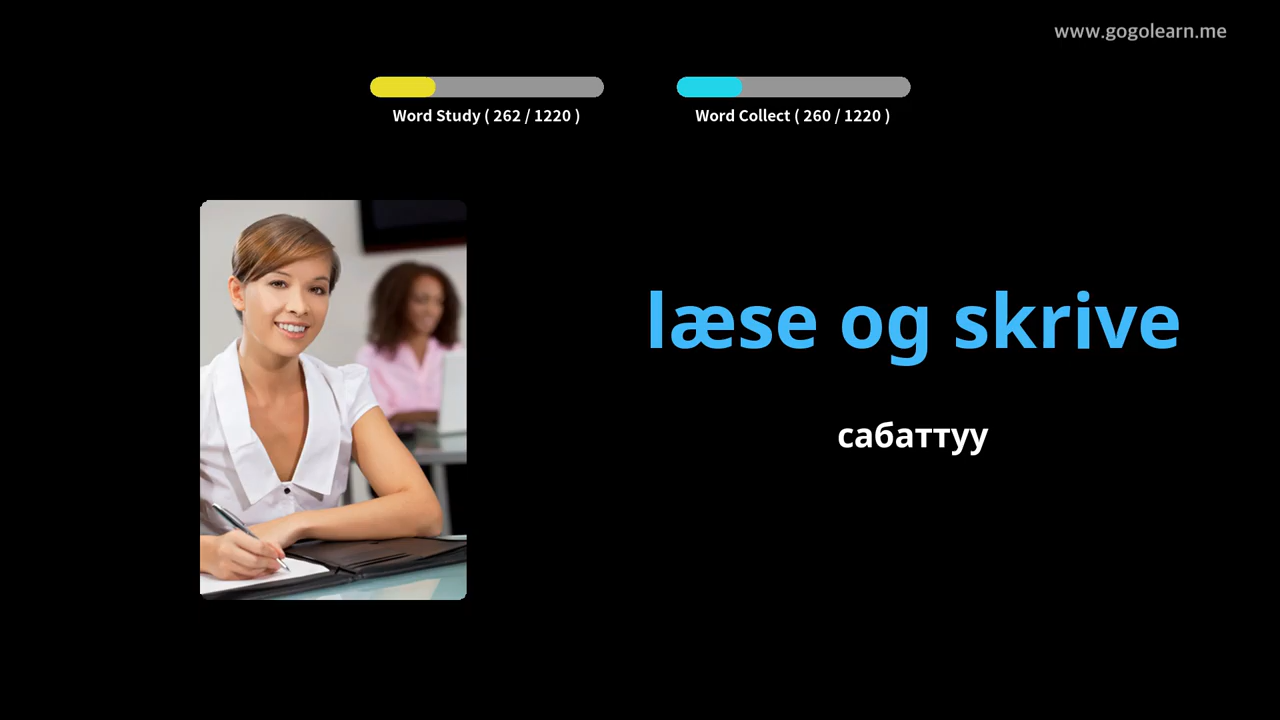 www.gogolearn.me
Word Study ( 262 / 1220 )
Word Collect ( 260 / 1220 )
læse og skrive
сабаттуу